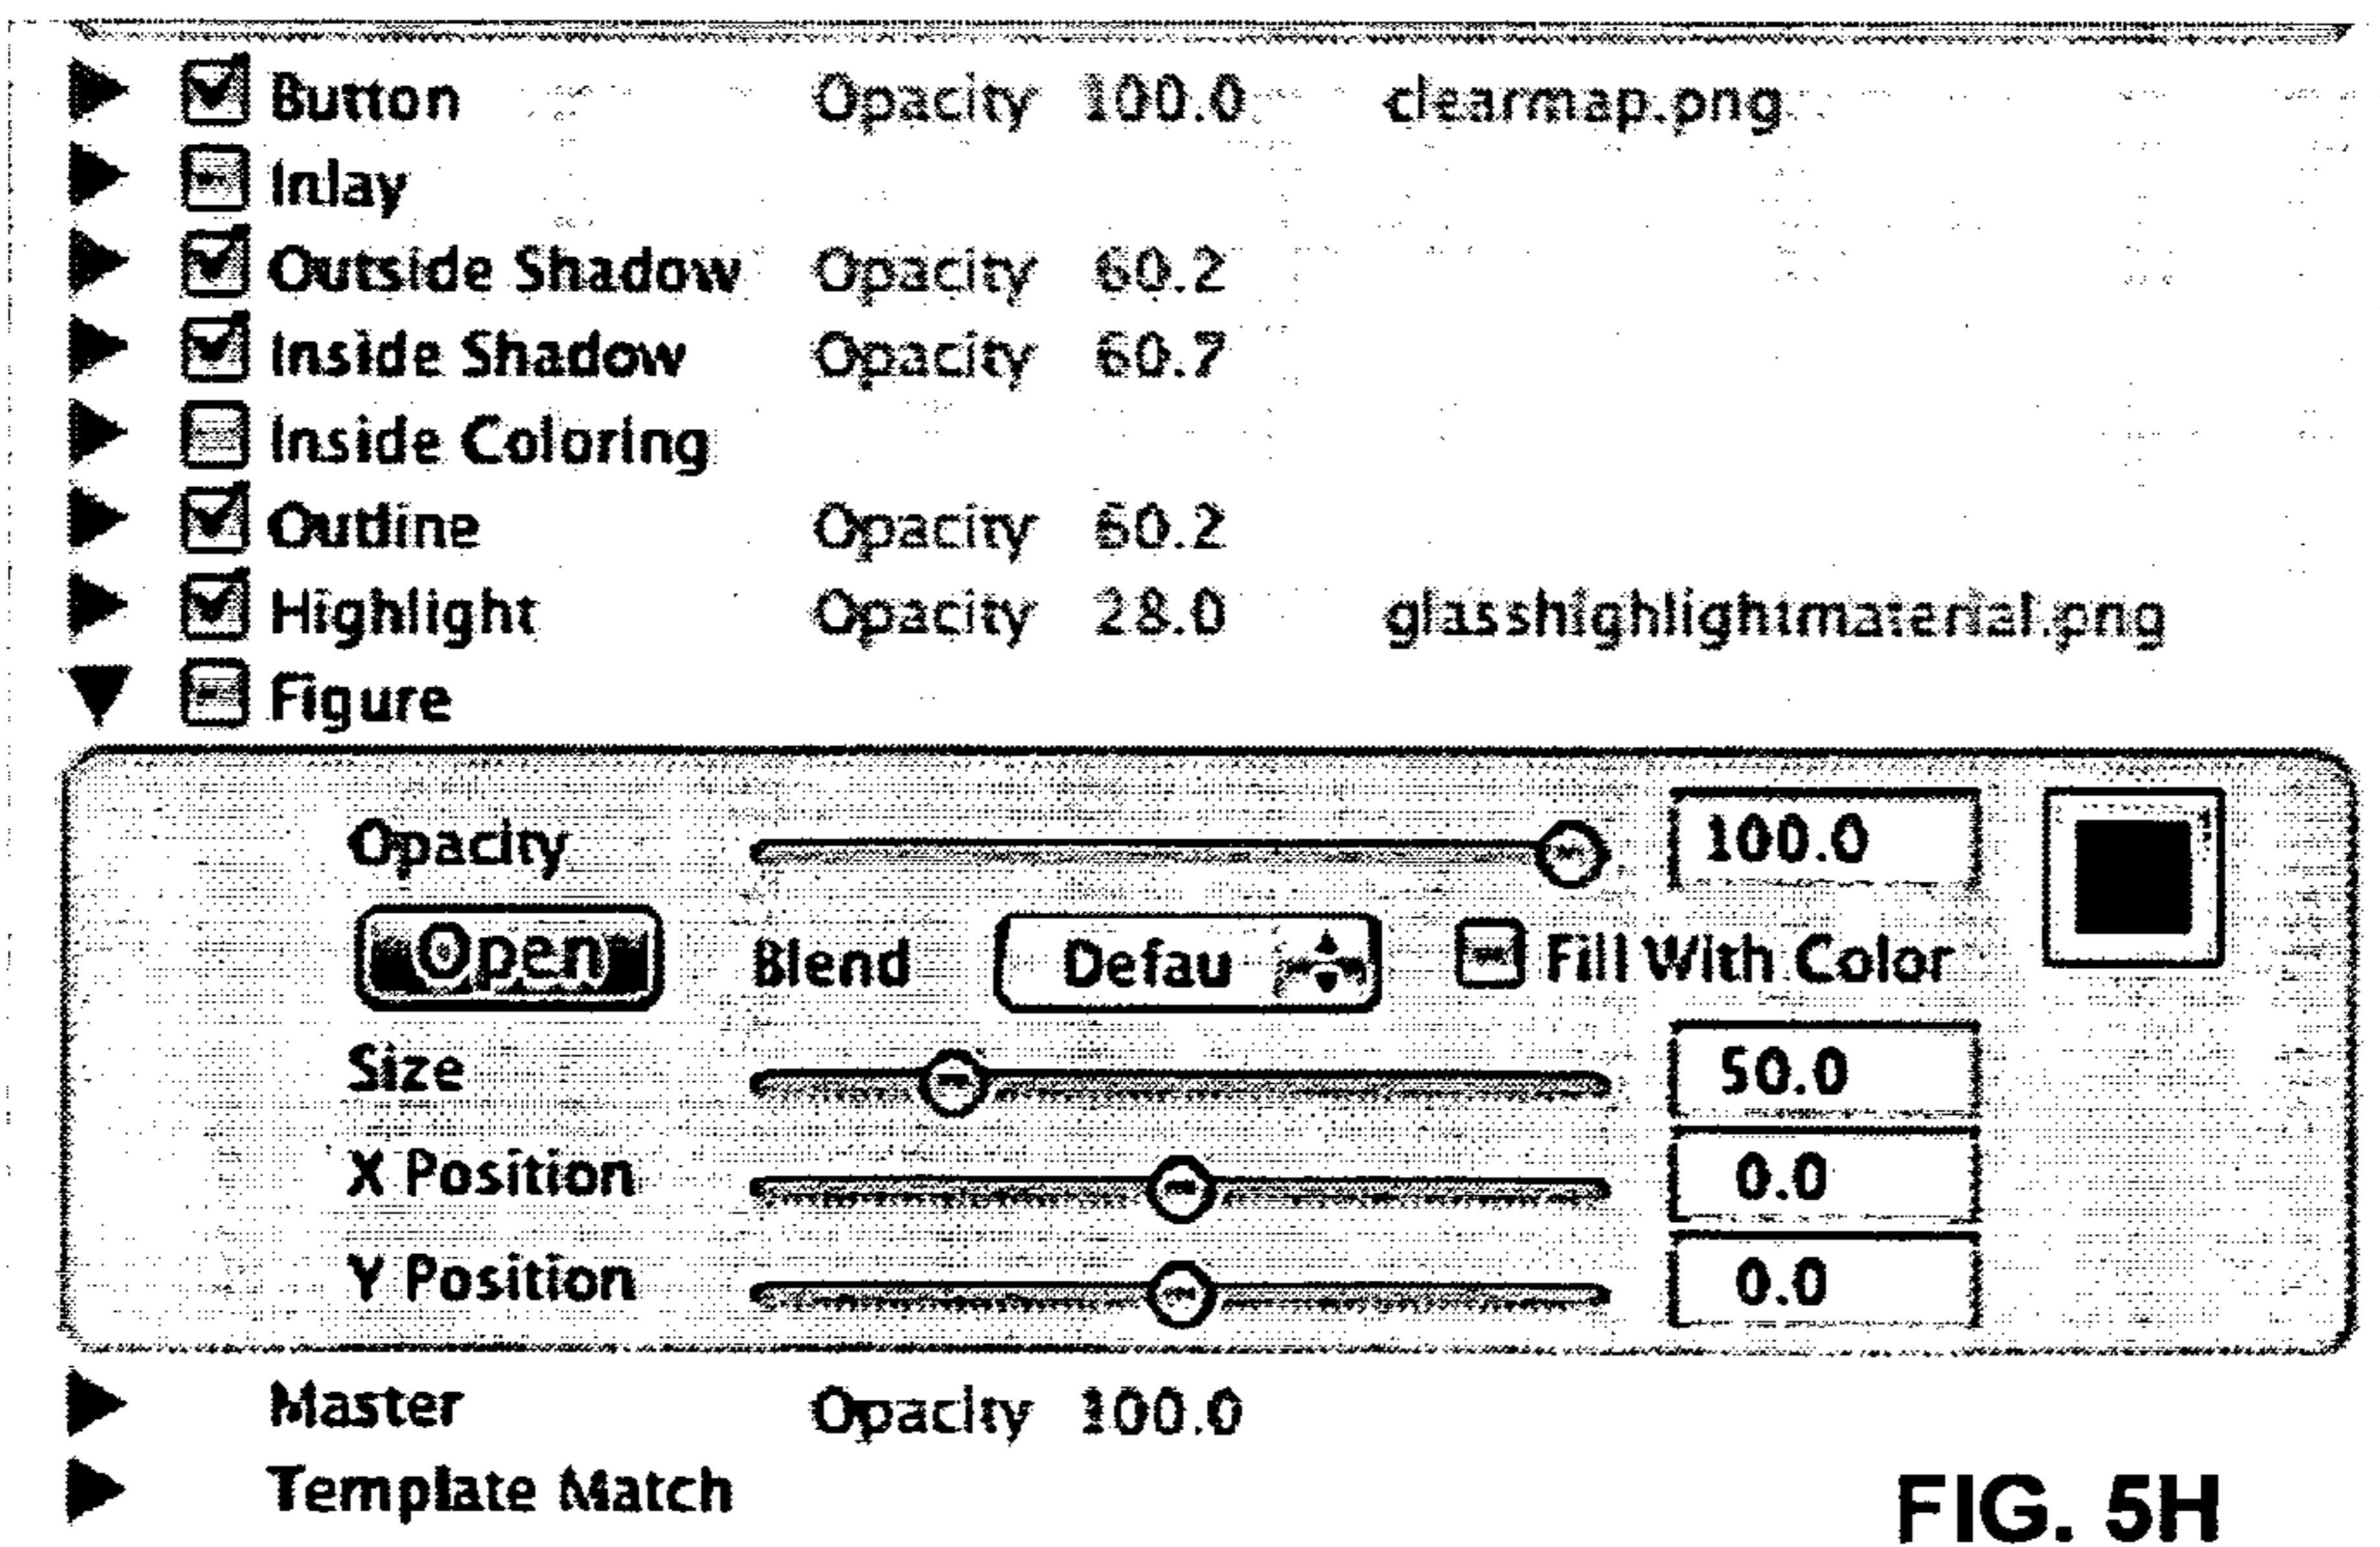 Button Opacity 100.0 clearmap.png
Inlay
Outside Shadow Opacity 60.2
Inside Shadow Opacity 60.7
Inside Coloring
Outline Opacity 60.2
Highlight Opacity 28.0 glasshighlightmaterial.png
Figure
Opacity 100.0
Open Blend Defau Fill With Color
Size 50.0
X Position 0.0
Y Position 0.0
Master Opacity 100.0
Template Match
FIG. 5H